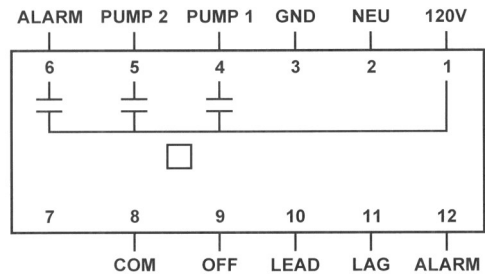 ALARM PUMP 2 PUMP 1 GND NEU 120V
6 5 4 3 2 1
7 8 9 10 11 12
COM OFF LEAD LAG ALARM